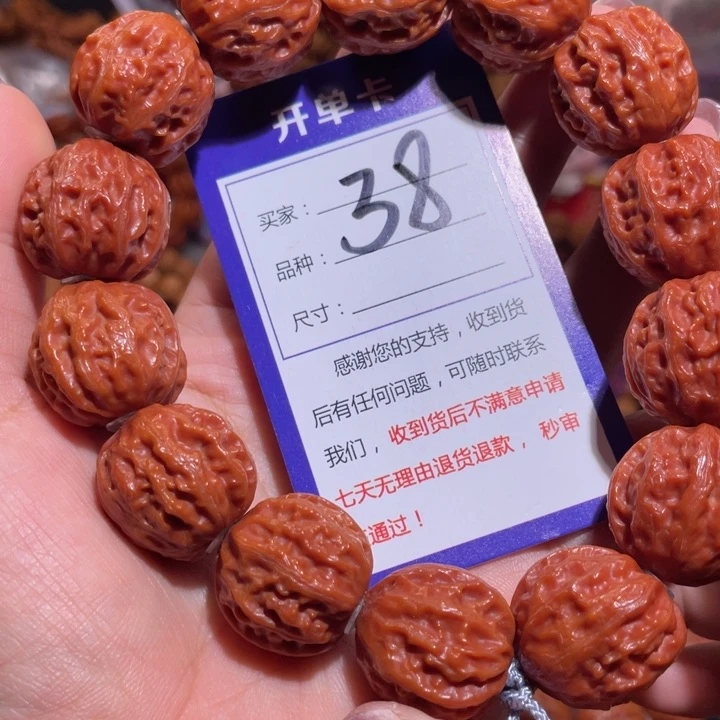 开单卡
38
买家：
品种：
尺寸：
感谢您的支持，收到货
后有任何问题，可随时联系
我们，收到货后不满意申请
七天无理由退货退款，秒审
通过！